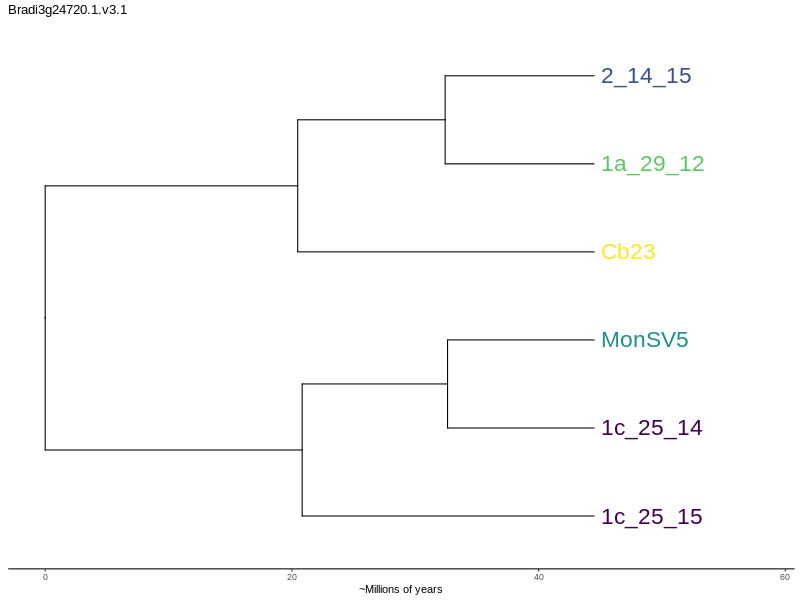 Bradi3g24720.1.v3.1
2_14_15
1a_29_12
Cb23
MonSV5
1c_25_14
1c_25_15
0 20 40 60
~Millions of years